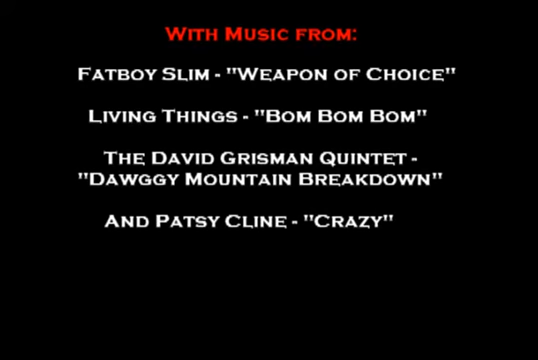 With Music from:
Fatboy Slim - "Weapon of Choice"
Living Things - "Bom Bom Bom"
The David Grisman Quintet -
"Dawggy Mountain Breakdown"
And Patsy Cline - "Crazy"